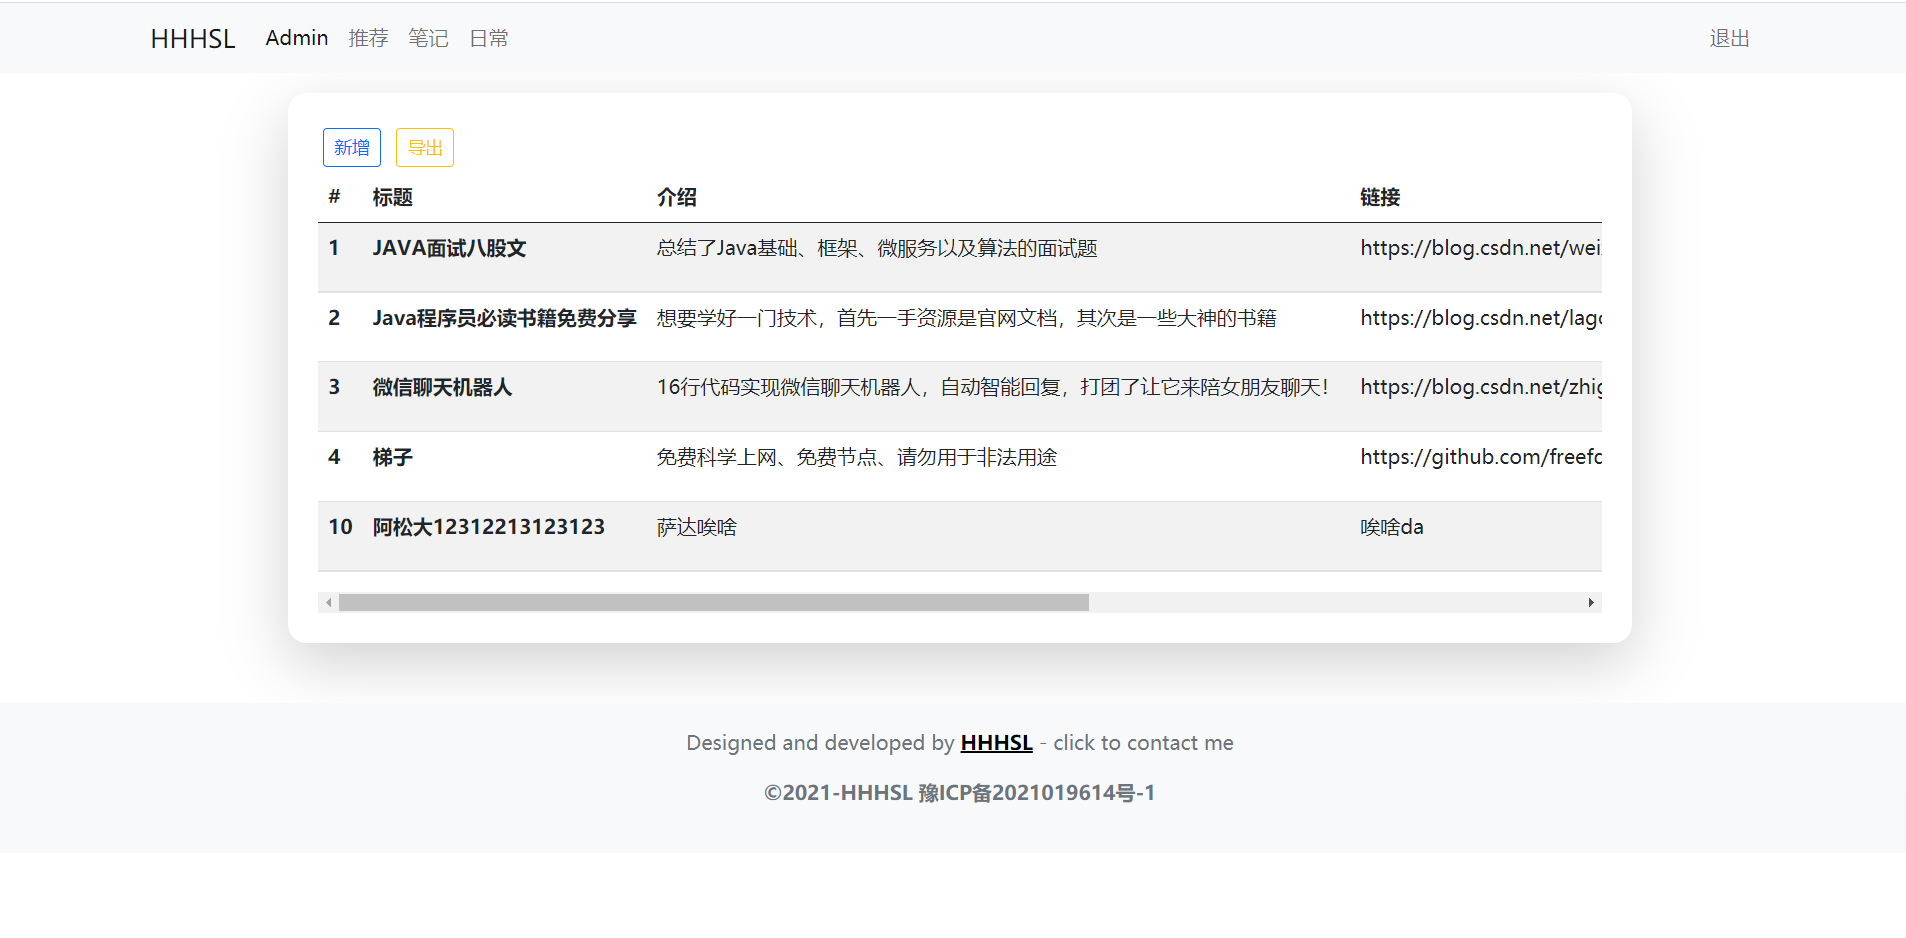 HHHSL Admin 推荐 笔记 日常 退出
新增 导出
# 标题 介绍 链接
1 JAVA面试八股文 总结了Java基础、框架、微服务以及算法的面试题 https://blog.csdn.net/wei
2 Java程序员必读书籍免费分享 想要学好一门技术，首先一手资源是官网文档，其次是一些大神的书籍 https://blog.csdn.net/lago
3 微信聊天机器人 16行代码实现微信聊天机器人，自动智能回复，打团了让它来陪女朋友聊天！ https://blog.csdn.net/zhig
4 梯子 免费科学上网、免费节点、请勿用于非法用途 https://github.com/freefq
10 阿松大12312213123123 萨达唉啥 唉啥da
Designed and developed by HHHSL - click to contact me
©2021-HHHSL 豫ICP备2021019614号-1